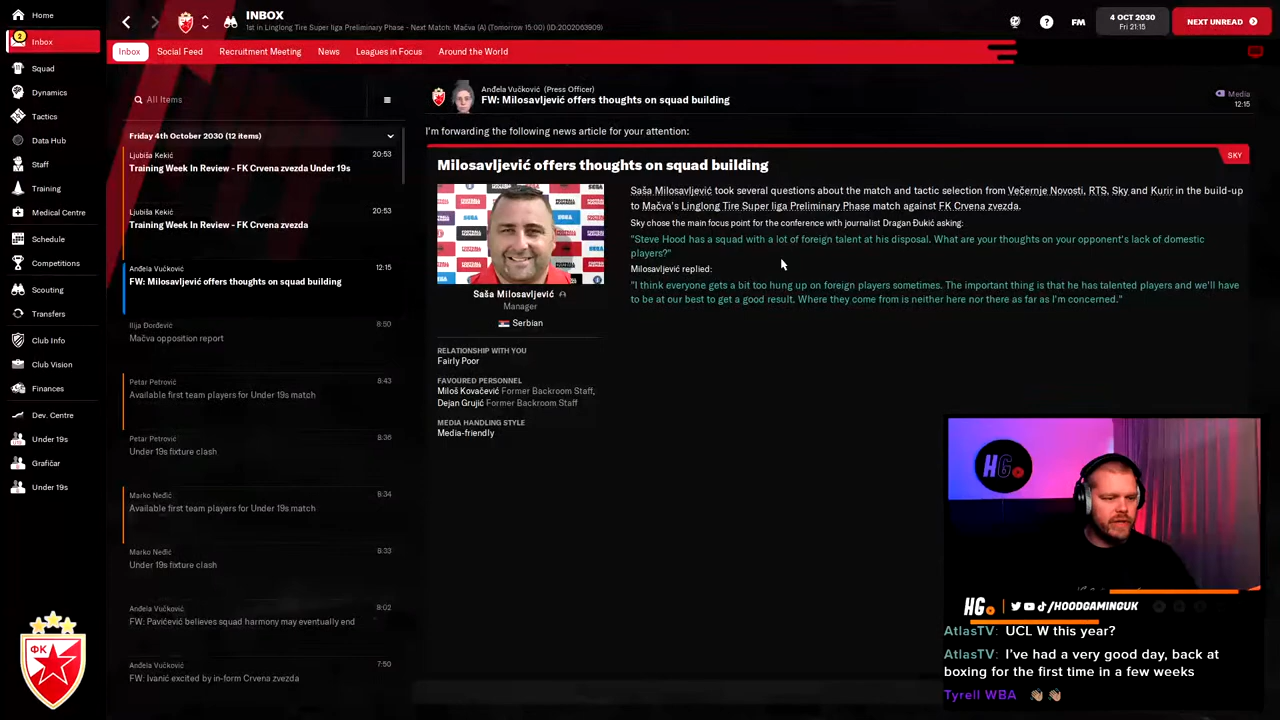 Home
Inbox
2
Squad
Dynamics
Tactics
Data Hub
Staff
Training
Medical Centre
Schedule
Competitions
Scouting
Transfers
Club Info
Club Vision
Finances
Dev. Centre
Under 19s
Grafičar
Under 19s
INBOX
1st in Linglong Tire Super liga Preliminary Phase - Next Match: Mačva (A) (Tomorrow 15:00) (ID:2002063909)
FM
4 OCT 2030
Fri 21:15
NEXT UNREAD
Inbox Social Feed Recruitment Meeting News Leagues in Focus Around the World
All Items
Friday 4th October 2030 (12 items)
Ljubiša Kekić 20:53
Training Week In Review - FK Crvena zvezda Under 19s
Ljubiša Kekić 20:53
Training Week In Review - FK Crvena zvezda
Anđela Vučković 12:15
FW: Milosavljević offers thoughts on squad building
Ilija Đorđević 8:50
Mačva opposition report
Petar Petrović 8:43
Available first team players for Under 19s match
Petar Petrović 8:36
Under 19s fixture clash
Marko Neđić 8:34
Available first team players for Under 19s match
Marko Neđić 8:33
Under 19s fixture clash
Anđela Vučković 8:02
FW: Pavićević believes squad harmony may eventually end
Anđela Vučković 7:50
FW: Ivanić excited by in-form Crvena zvezda
Anđela Vučković (Press Officer)
FW: Milosavljević offers thoughts on squad building
Media
12:15
I'm forwarding the following news article for your attention:
Milosavljević offers thoughts on squad building
SKY
Saša Milosavljević took several questions about the match and tactic selection from Večernje Novosti, RTS, Sky and Kurir in the build-up
to Mačva's Linglong Tire Super liga Preliminary Phase match against FK Crvena zvezda.
Sky chose the main focus point for the conference with journalist Dragan Đukić asking:
"Steve Hood has a squad with a lot of foreign talent at his disposal. What are your thoughts on your opponent's lack of domestic
players?"
Milosavljević replied:
"I think everyone gets a bit too hung up on foreign players sometimes. The important thing is that he has talented players and we'll have
to be at our best to get a good result. Where they come from is neither here nor there as far as I'm concerned."
Saša Milosavljević
Manager
Serbian
RELATIONSHIP WITH YOU
Fairly Poor
FAVOURED PERSONNEL
Miloš Kovačević Former Backroom Staff,
Dejan Grujić Former Backroom Staff
MEDIA HANDLING STYLE
Media-friendly
HG
HG. /HOODGAMINGUK
AtlasTV: UCL W this year?
AtlasTV: I've had a very good day, back at
boxing for the first time in a few weeks
Tyrell WBA
ФК